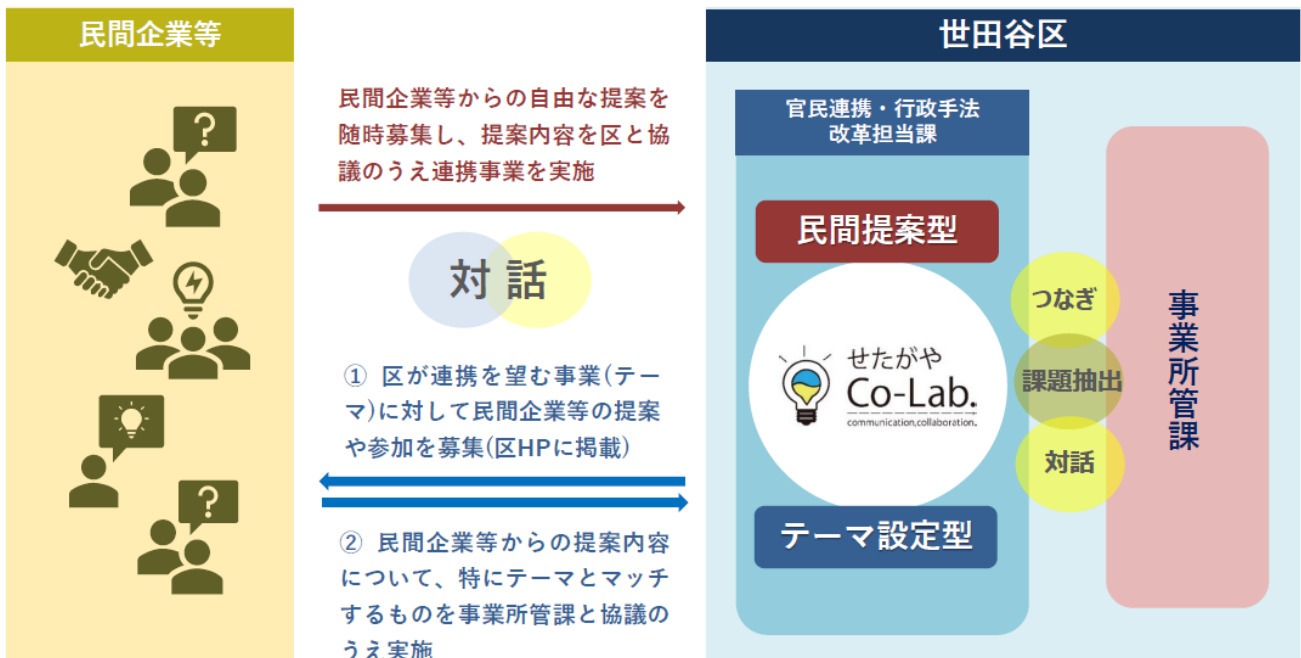 民間企業等
世田谷区
民間企業等からの自由な提案を
随時募集し、提案内容を区と協
議のうえ連携事業を実施
対話
① 区が連携を望む事業(テー
マ)に対して民間企業等の提案
や参加を募集(区HPに掲載)
② 民間企業等からの提案内容
について、特にテーマとマッチ
するものを事業所管課と協議の
うえ実施
官民連携・行政手法
改革担当課
民間提案型
せたがや
Co-Lab.
communication,collaboration.
テーマ設定型
つなぎ
課題抽出
対話
事業所管課
?
?